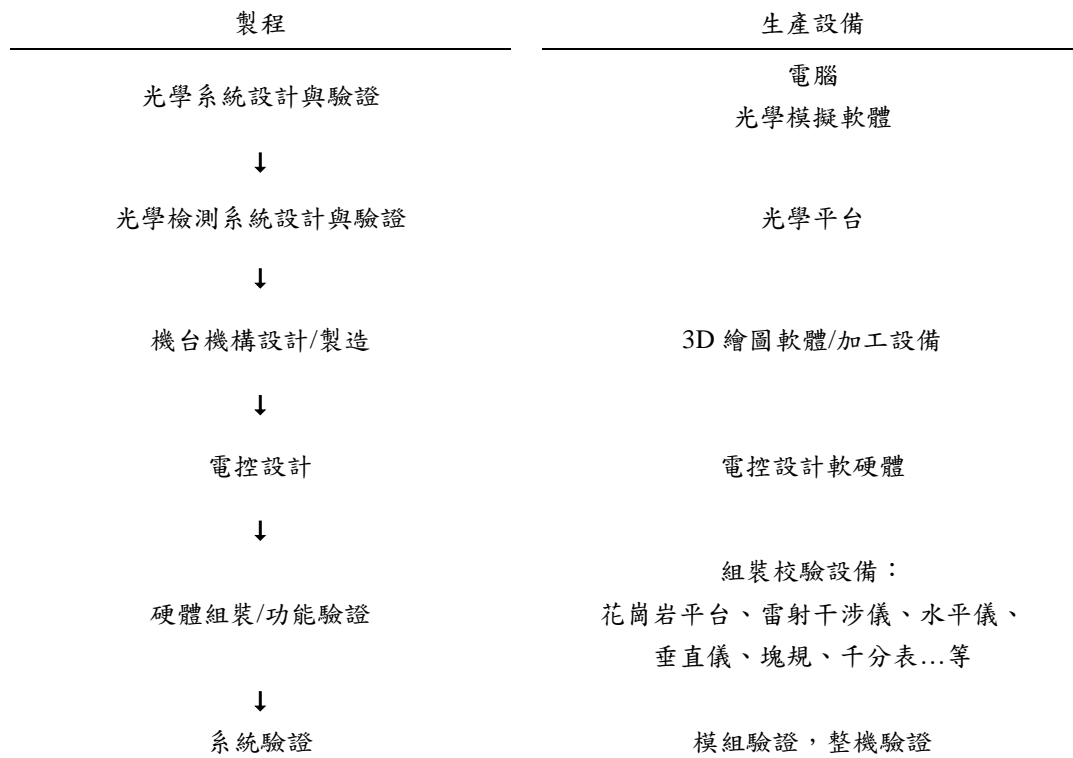 製程 生產設備
光學系統設計與驗證
電腦
光學模擬軟體
↓
光學檢測系統設計與驗證 光學平台
↓
機台機構設計/製造 3D 繪圖軟體/加工設備
↓
電控設計 電控設計軟硬體
↓
硬體組裝/功能驗證
組裝校驗設備：
花崗岩平台、雷射干涉儀、水平儀、
垂直儀、塊規、千分表…等
↓
系統驗證 模組驗證，整機驗證